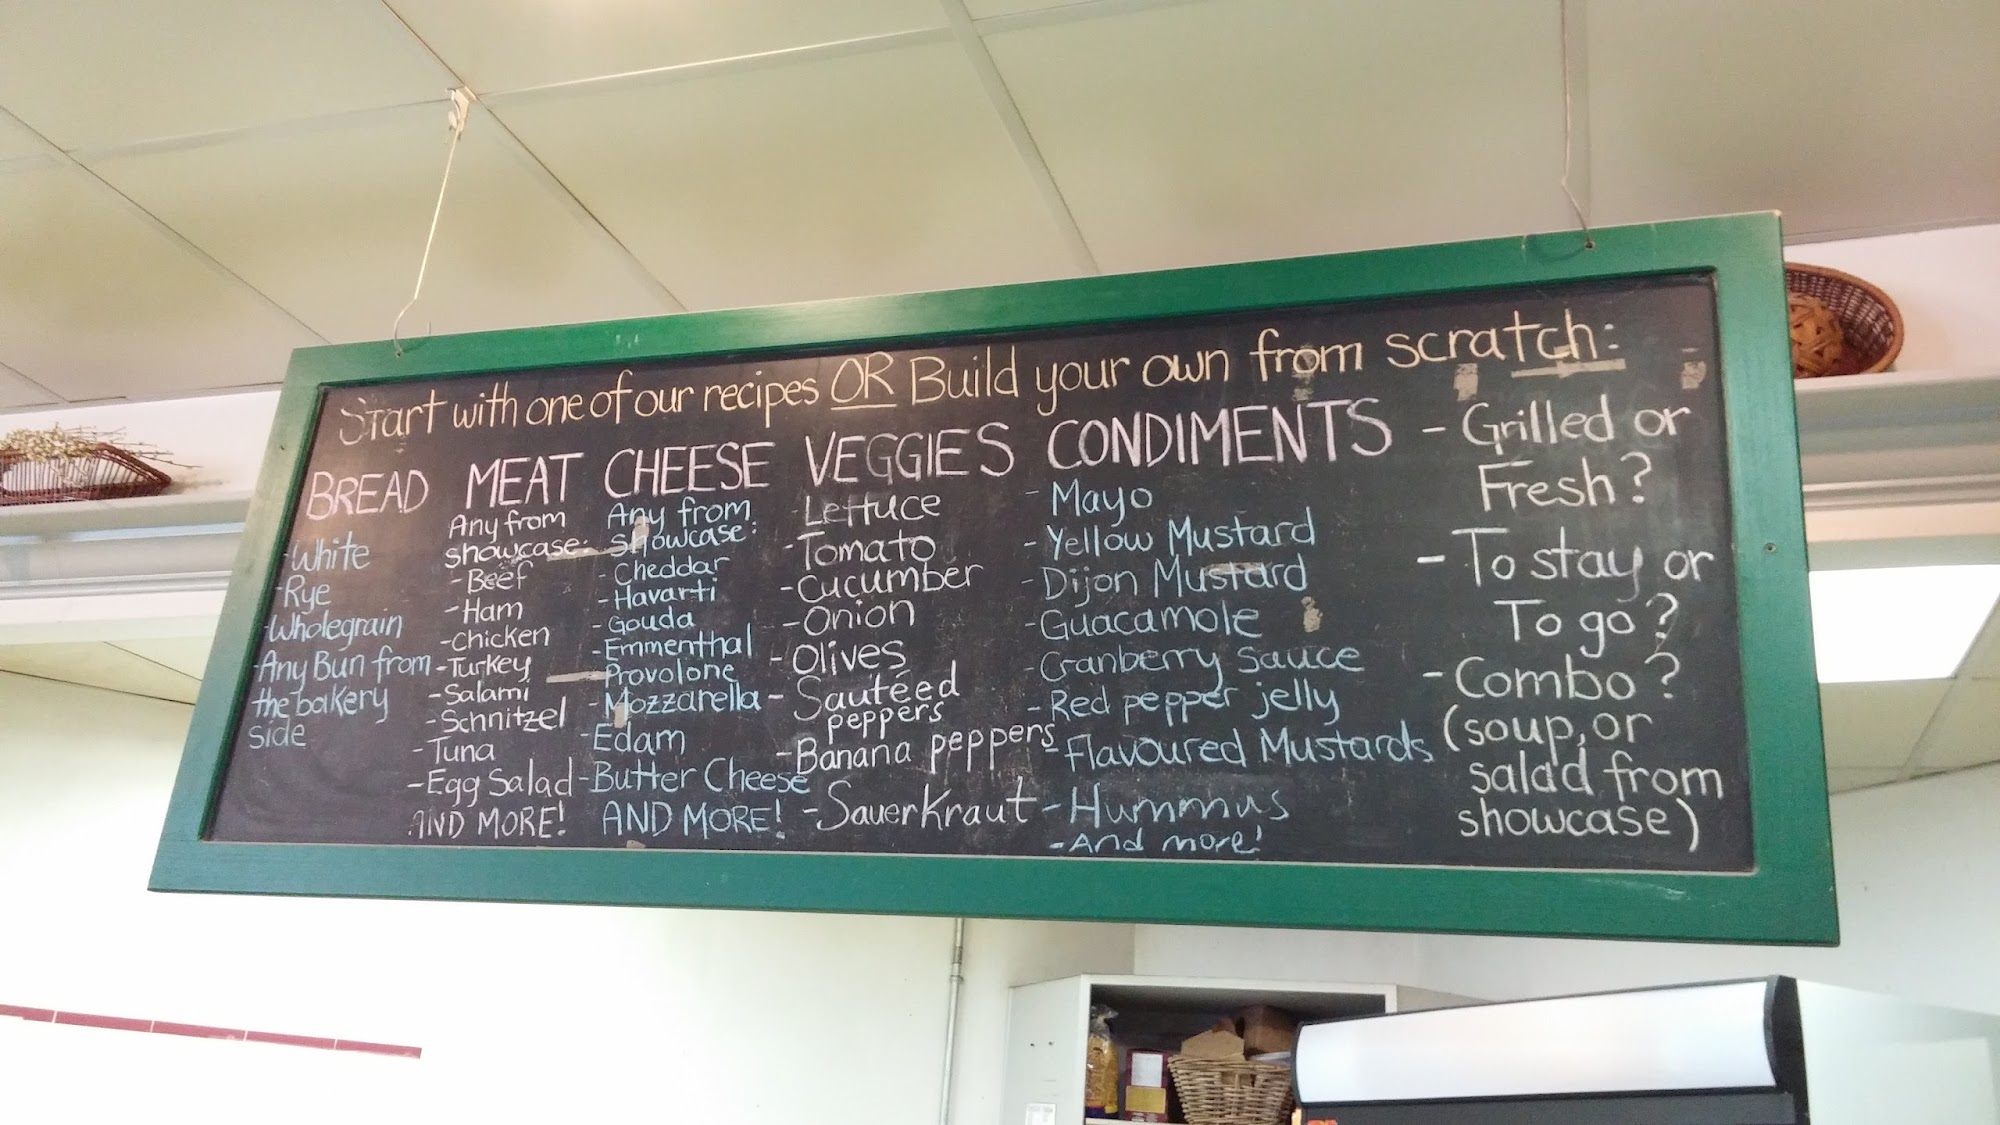 Start with one of our recipes OR Build your own from scratch:
BREAD
- White
- Rye
- Wholegrain
- Any Bun from
the bakery
side
MEAT
Any from
showcase:
- Beef
- Ham
- Chicken
- Turkey
- Salami
- Schnitzel
- Tuna
- Egg Salad
AND MORE!
CHEESE
Any from
showcase:
- Cheddar
- Havarti
- Gouda
- Emmenthal
- Provolone
- Mozzarella
- Edam
- Butter Cheese
AND MORE!
VEGGIES
- Lettuce
- Tomato
- Cucumber
- Onion
- Olives
- Sautéed
peppers
- Banana peppers
- Sauerkraut
CONDIMENTS
- Mayo
- Yellow Mustard
- Dijon Mustard
- Guacamole
- Cranberry sauce
- Red pepper jelly
- Flavoured Mustards
- Hummus
- And more!
- Grilled or
Fresh?
- To stay or
To go?
- Combo?
(soup, or
salad from
showcase)